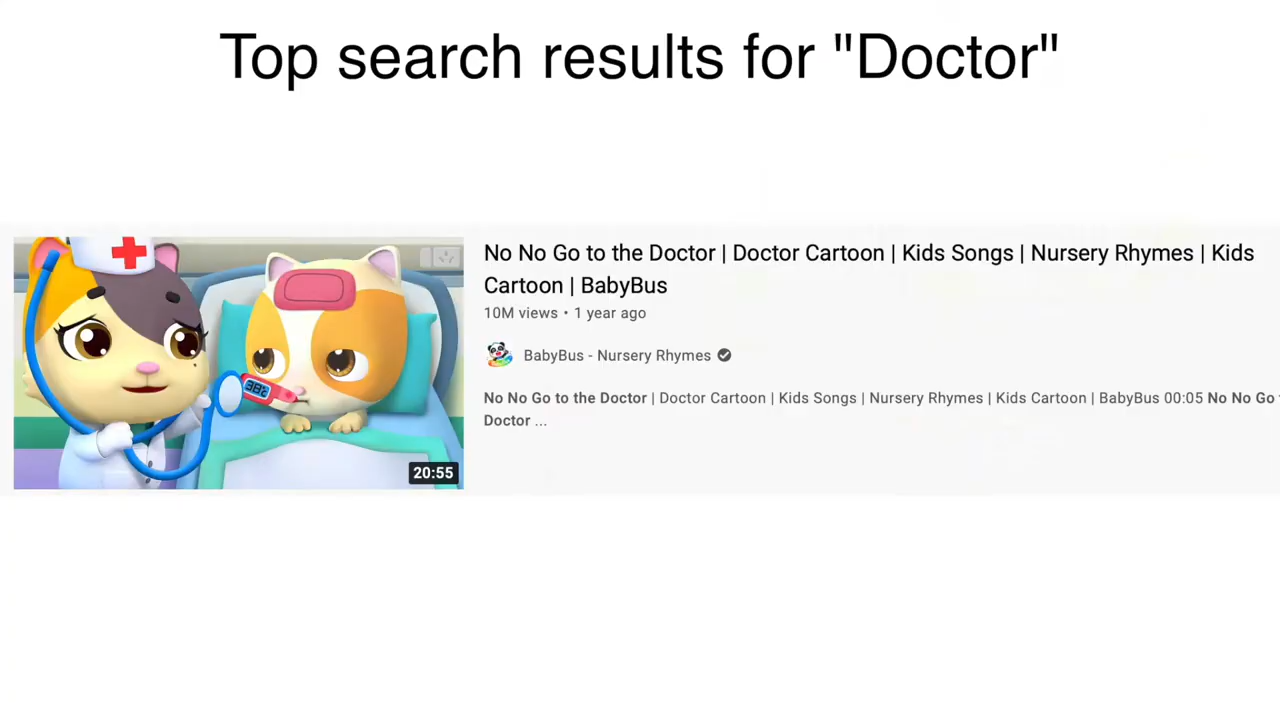 Top search results for "Doctor"
No No Go to the Doctor | Doctor Cartoon | Kids Songs | Nursery Rhymes | Kids
Cartoon | BabyBus
10M views • 1 year ago
BabyBus - Nursery Rhymes
No No Go to the Doctor | Doctor Cartoon | Kids Songs | Nursery Rhymes | Kids Cartoon | BabyBus 00:05 No No Go
Doctor ...
20:55